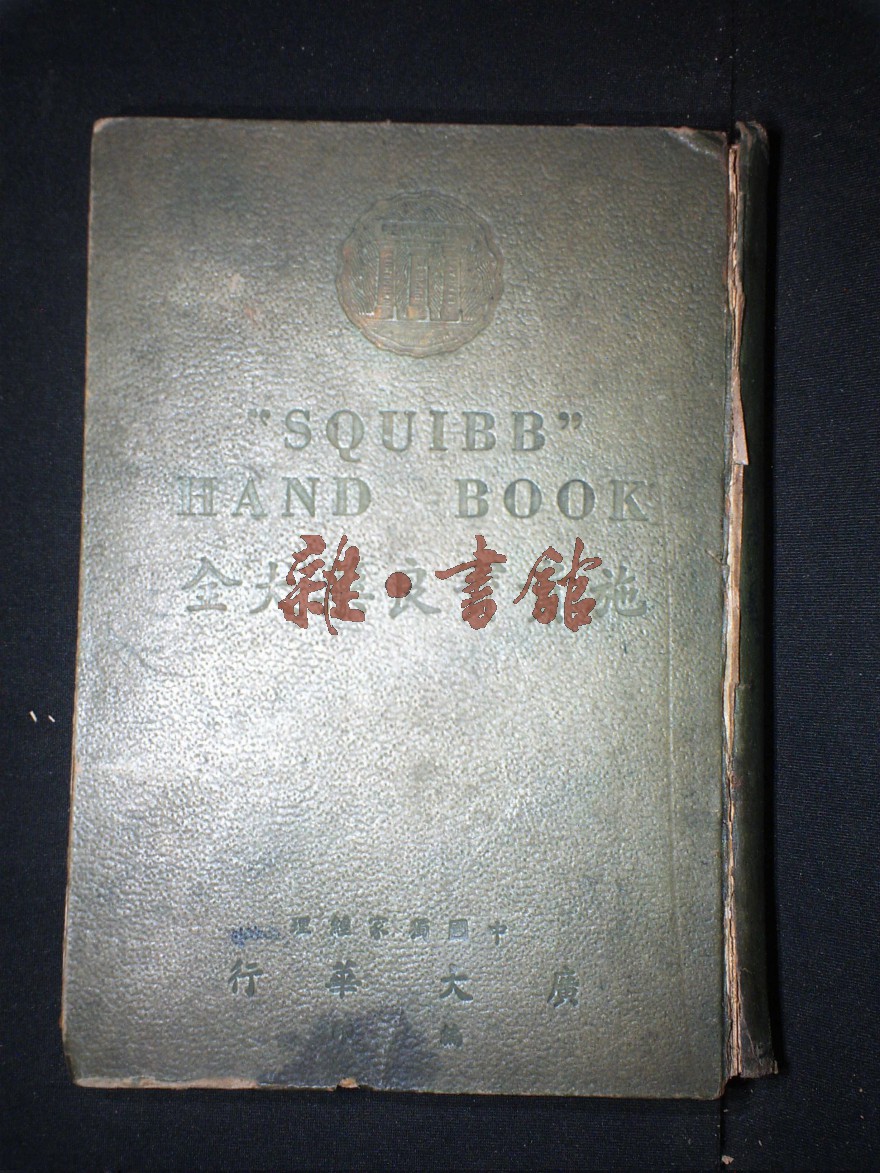 "SQUIBB"
HAND BOOK
施良大全
雜·書館
中國獨家經理
廣大華行
編